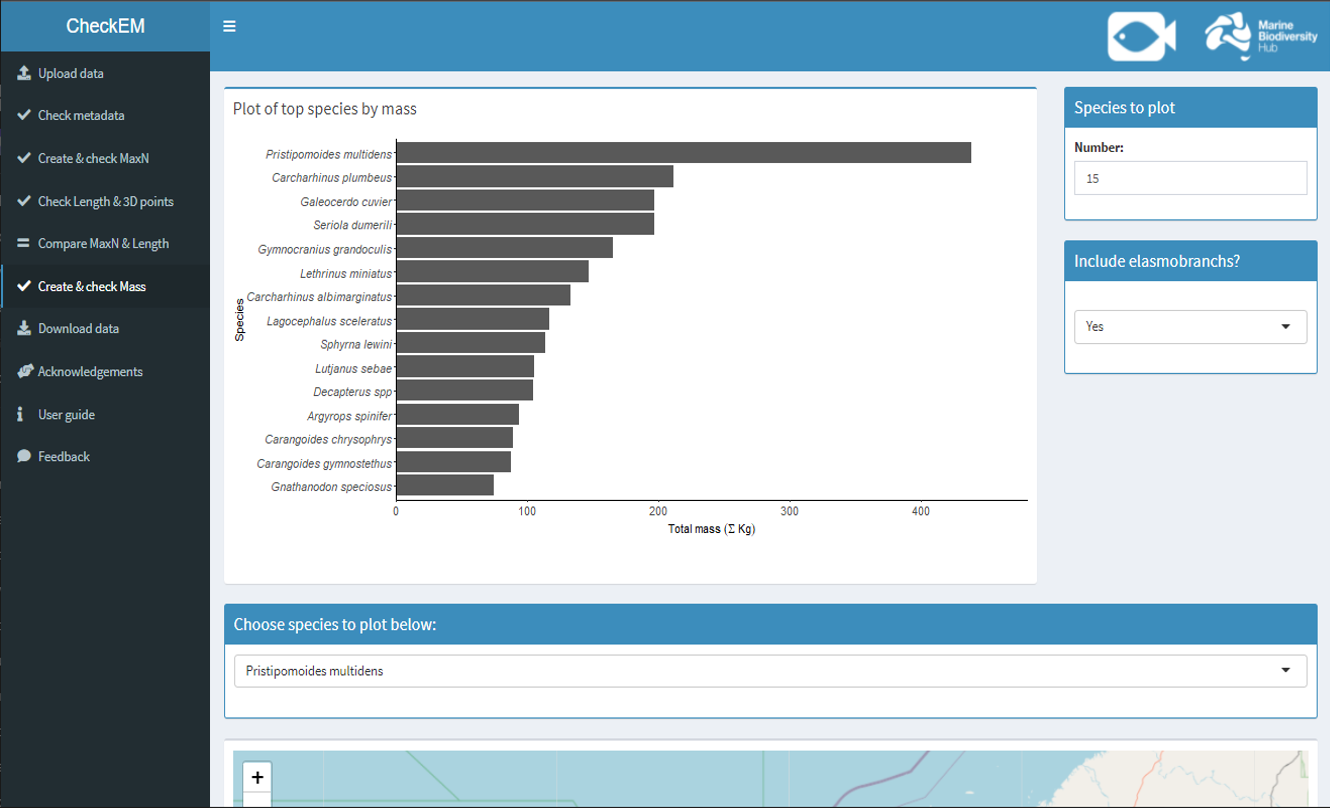 CheckEM
Marine
Biodiversity
Hub
Upload data
Check metadata
Create & check MaxN
Check Length & 3D points
Compare MaxN & Length
Create & check Mass
Download data
Acknowledgements
User guide
Feedback
Plot of top species by mass
Species
Pristipomoides multidens
Carcharhinus plumbeus
Galeocerdo cuvier
Seriola dumerili
Gymnocranius grandoculis
Lethrinus miniatus
Carcharhinus albimarginatus
Lagocephalus sceleratus
Sphyrna lewini
Lutjanus sebae
Decapterus spp
Argyrops spinifer
Carangoides chrysophrys
Carangoides gymnostethus
Gnathanodon speciosus
0 100 200 300 400
Total mass (Σ Kg)
Species to plot
Number:
15
Include elasmobranchs?
Yes
Choose species to plot below:
Pristipomoides multidens
+